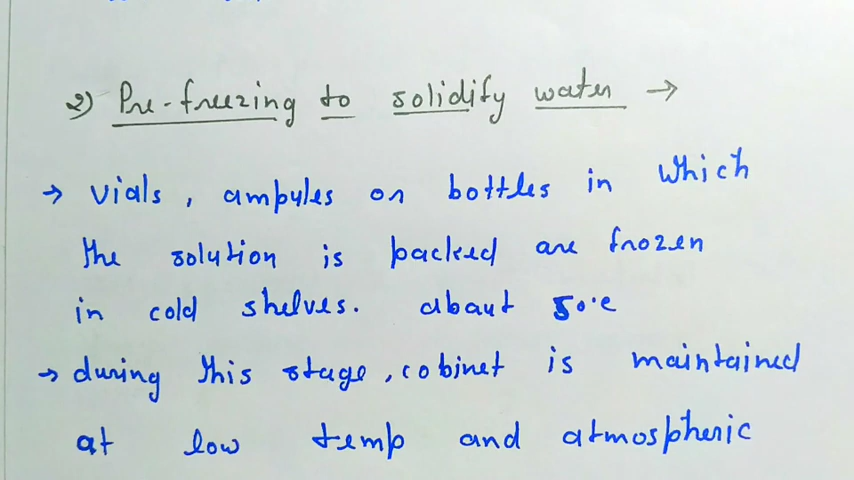 2) Pre-freezing to solidify water →
→ vials, ampules or bottles in which
the solution is packed are frozen
in cold shelves. about 50°c
→ during this stage, cabinet is maintained
at low temp and atmospheric